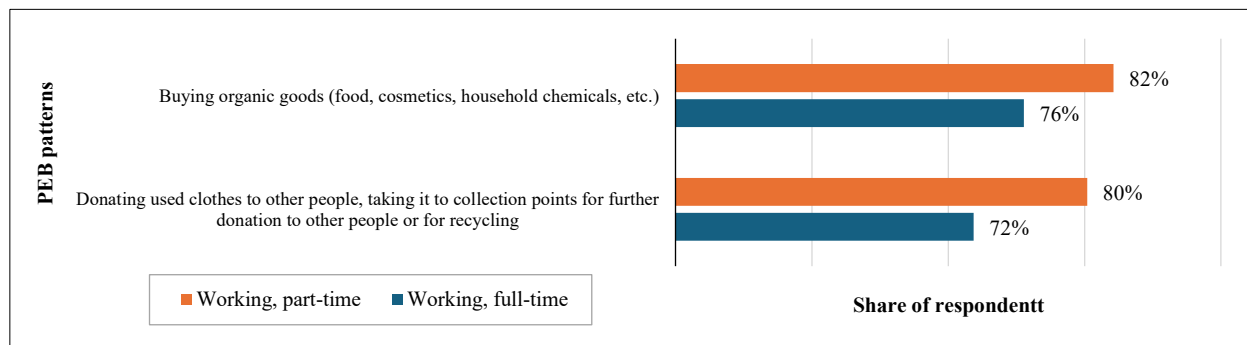 PEB patterns
Buying organic goods (food, cosmetics, household chemicals, etc.)
82%
76%
Donating used clothes to other people, taking it to collection points for further
donation to other people or for recycling
80%
72%
Working, part-time
Working, full-time
Share of respondentt